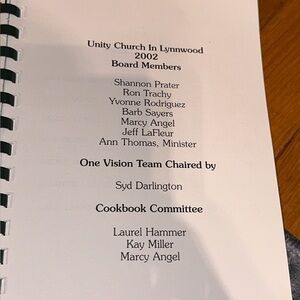 Unity Church In Lynnwood
2002
Board Members
Shannon Prater
Ron Trachy
Yvonne Rodriguez
Barb Sayers
Marcy Angel
Jeff LaFleur
Ann Thomas, Minister
One Vision Team Chaired by
Syd Darlington
Cookbook Committee
Laurel Hammer
Kay Miller
Marcy Angel